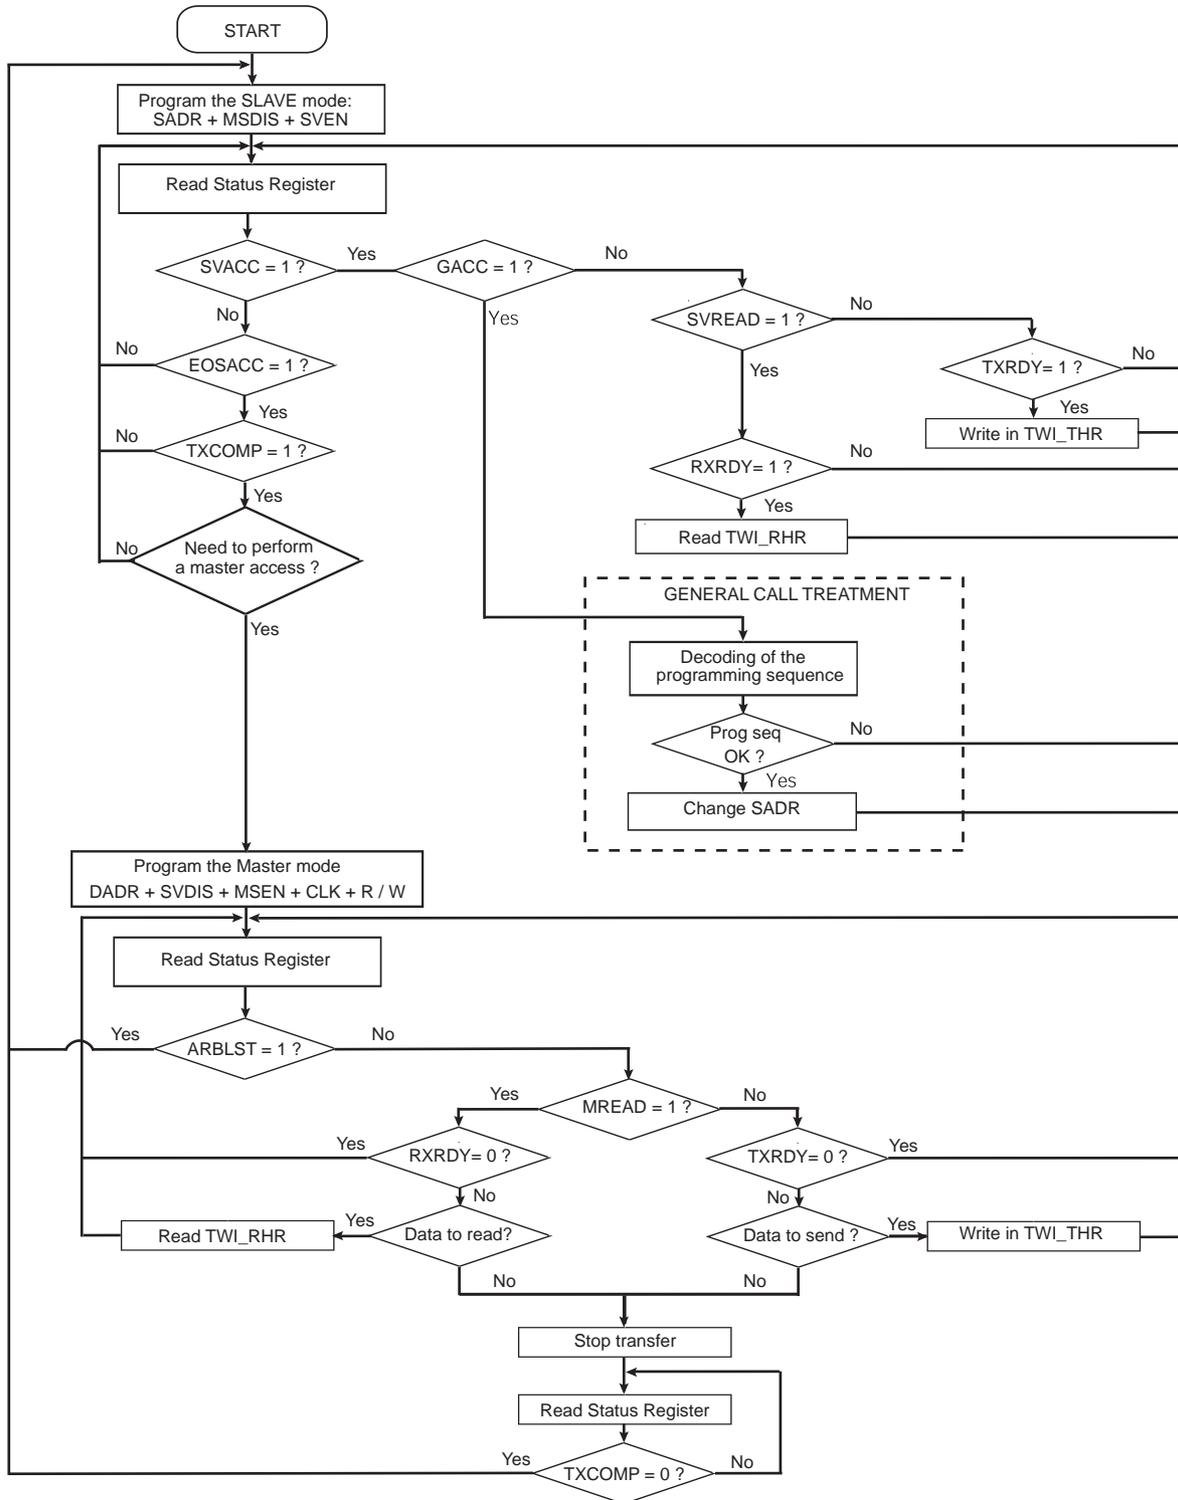 START
Program the SLAVE mode:
SADR + MSDIS + SVEN
Read Status Register
SVACC = 1 ?
Yes
GACC = 1 ?
No
No
Yes
SVREAD = 1 ?
No
EOSACC = 1 ?
No
Yes
Yes
TXRDY= 1 ?
No
Yes
Write in TWI_THR
TXCOMP = 1 ?
No
Yes
RXRDY= 1 ?
No
Yes
Read TWI_RHR
Need to perform
a master access ?
No
Yes
GENERAL CALL TREATMENT
Decoding of the
programming sequence
Prog seq
OK ?
No
Yes
Change SADR
Program the Master mode
DADR + SVDIS + MSEN + CLK + R / W
Read Status Register
Yes
ARBLST = 1 ?
No
Yes
MREAD = 1 ?
No
Yes
RXRDY= 0 ?
TXRDY= 0 ?
Yes
No
No
Read TWI_RHR
Yes
Data to read?
Data to send ?
Yes
Write in TWI_THR
No
No
Stop transfer
Read Status Register
Yes
TXCOMP = 0 ?
No